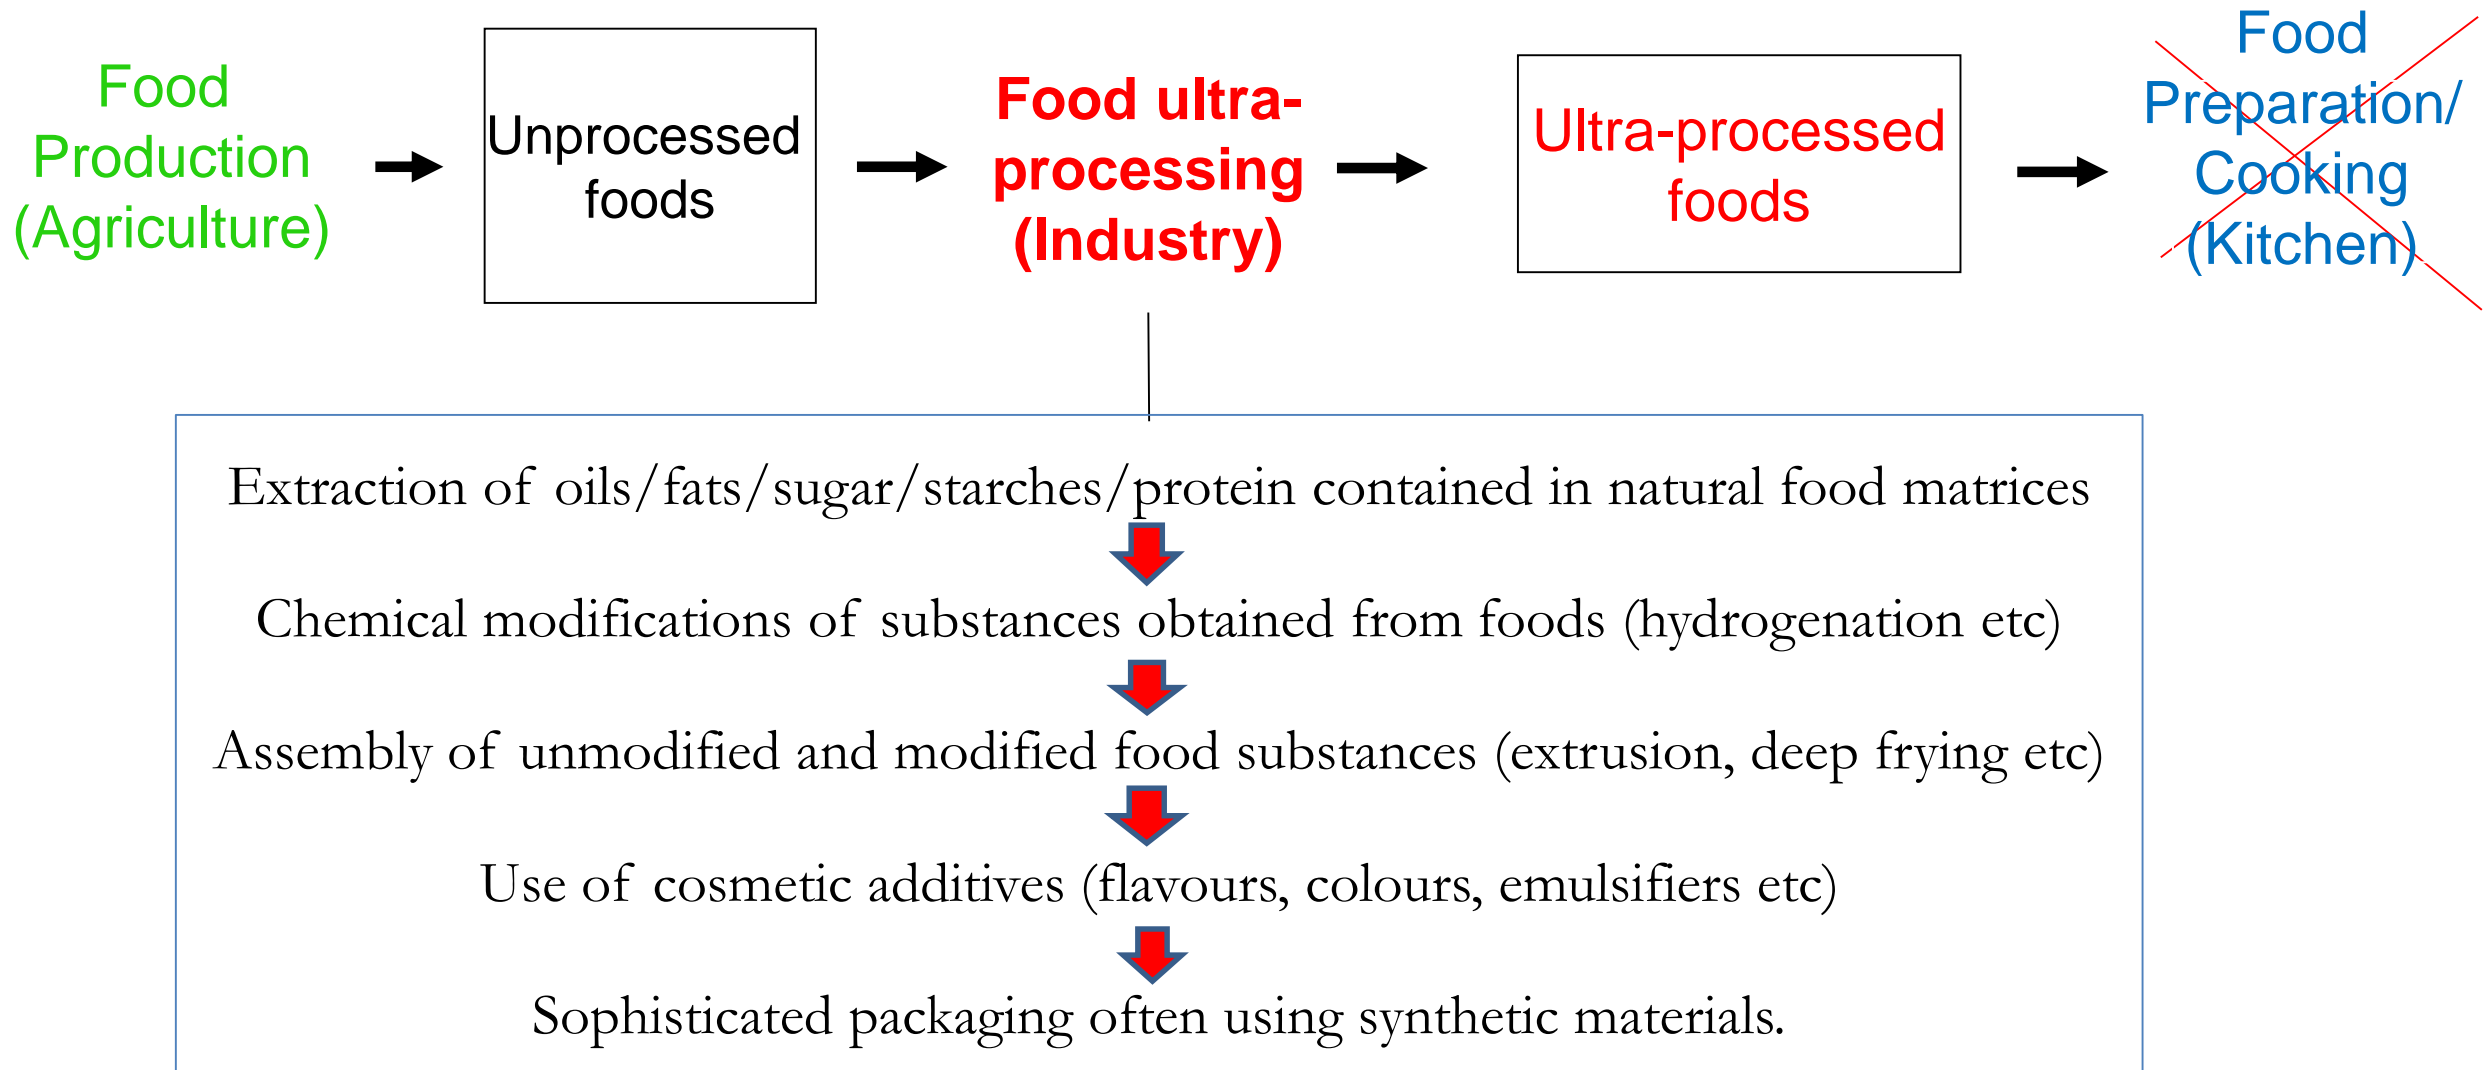 Food
Production
(Agriculture)
Unprocessed
foods
Food ultra-
processing
(Industry)
Ultra-processed
foods
Food
Preparation/
Cooking
(Kitchen)
Extraction of oils/fats/sugar/starches/protein contained in natural food matrices
Chemical modifications of substances obtained from foods (hydrogenation etc)
Assembly of unmodified and modified food substances (extrusion, deep frying etc)
Use of cosmetic additives (flavours, colours, emulsifiers etc)
Sophisticated packaging often using synthetic materials.